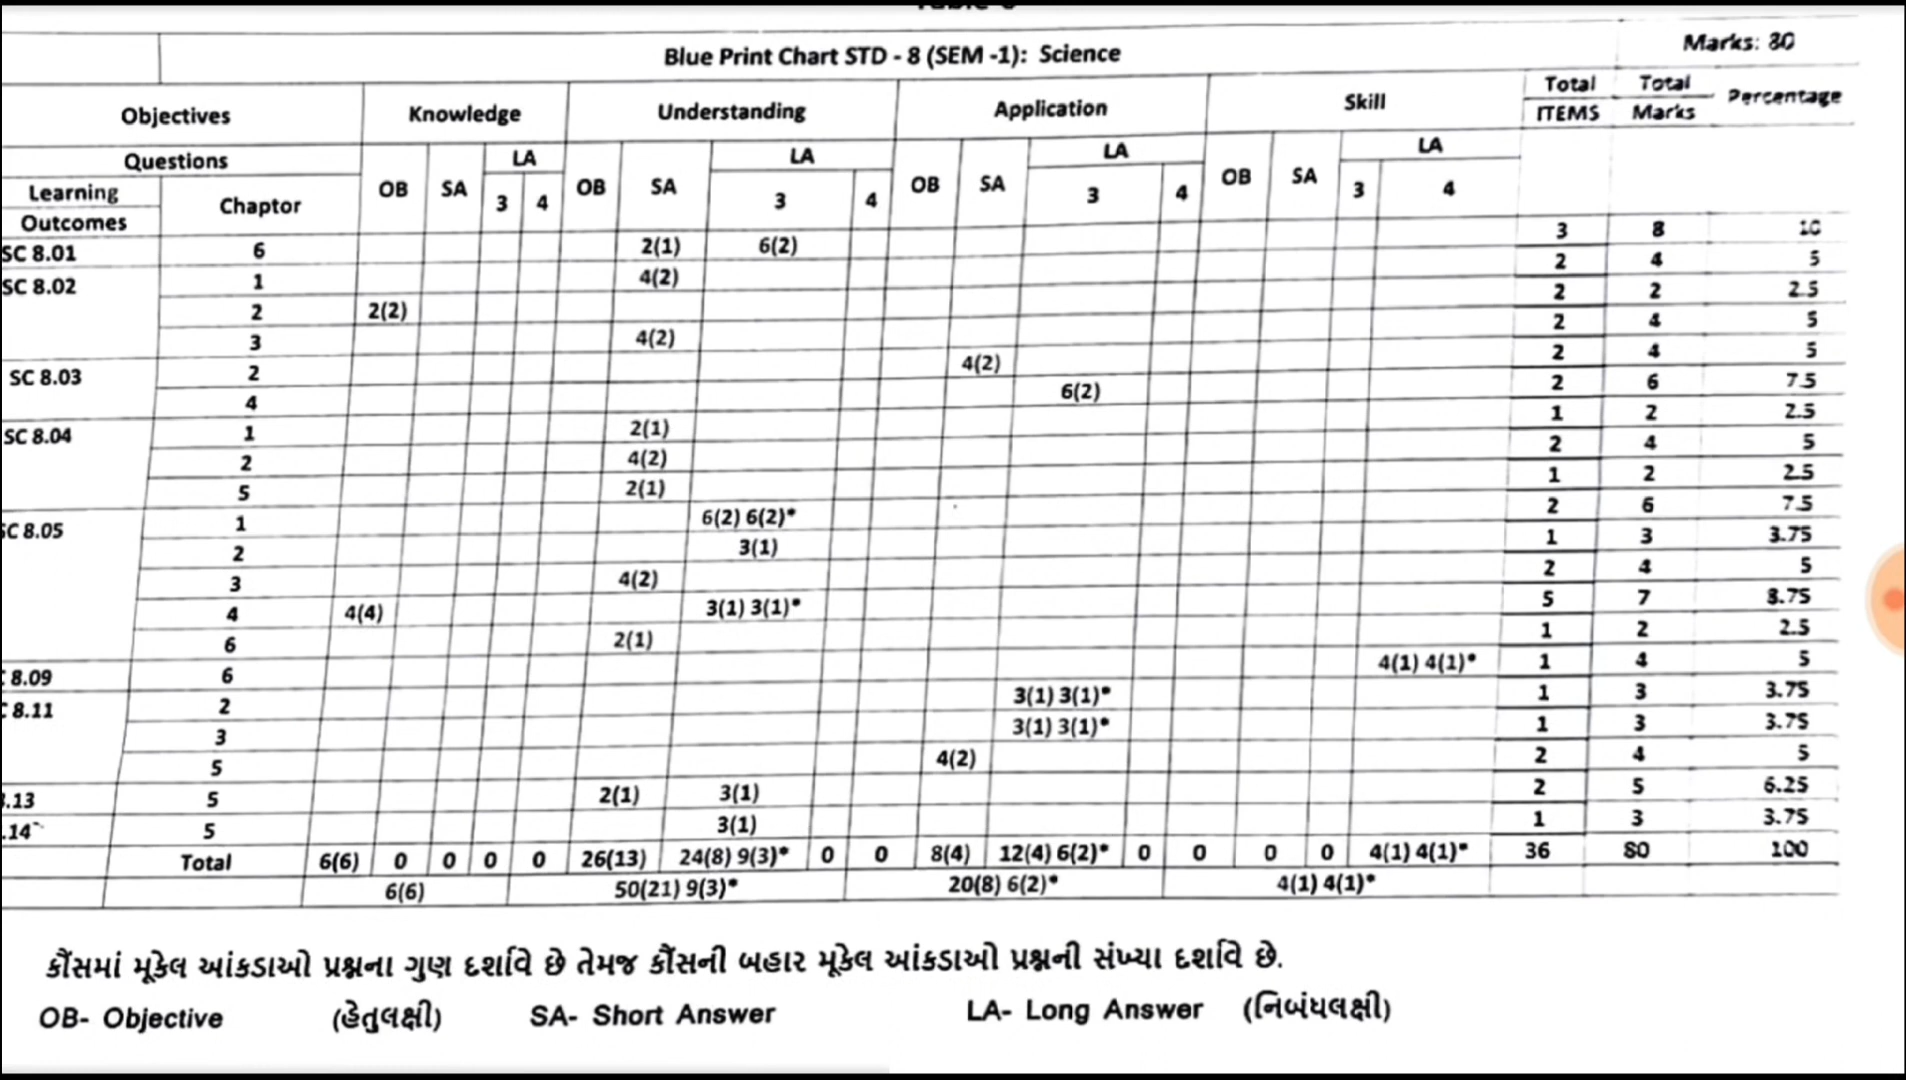 Blue Print Chart STD - 8 (SEM -1): Science
Marks: 80
Objectives Knowledge Understanding Application Skill Total ITEMS Total Marks Percentage
Questions LA LA LA LA
Learning Outcomes Chaptor OB SA 3 4 OB SA 3 4 OB SA 3 4 OB SA 3 4
SC 8.01 6 2(1) 6(2) 3 8 10
SC 8.02 1 4(2) 2 4 5
2 2(2) 2 2 2.5
3 4(2) 2 4 5
SC 8.03 2 4(2) 2 4 5
4 6(2) 2 6 7.5
SC 8.04 1 2(1) 1 2 2.5
2 4(2) 2 4 5
5 2(1) 1 2 2.5
SC 8.05 1 6(2) 6(2)* 2 6 7.5
2 3(1) 1 3 3.75
3 4(2) 2 4 5
4 4(4) 3(1) 3(1)* 5 7 8.75
6 2(1) 1 2 2.5
8.09 6 4(1) 4(1)* 1 4 5
8.11 2 3(1) 3(1)* 1 3 3.75
3 3(1) 3(1)* 1 3 3.75
5 4(2) 2 4 5
.13 5 2(1) 3(1) 2 5 6.25
.14 5 3(1) 1 3 3.75
Total 6(6) 0 0 0 0 26(13) 24(8) 9(3)* 0 0 8(4) 12(4) 6(2)* 0 0 0 0 4(1) 4(1)* 36 80 100
6(6) 50(21) 9(3)* 20(8) 6(2)* 4(1) 4(1)*
કૌંસમાં મૂકેલ આંકડાઓ પ્રશ્નના ગુણ દર્શાવે છે તેમજ કૌંસની બહાર મૂકેલ આંકડાઓ પ્રશ્નની સંખ્યા દર્શાવે છે.
OB- Objective (હેતુલક્ષી) SA- Short Answer LA- Long Answer (નિબંધલક્ષી)